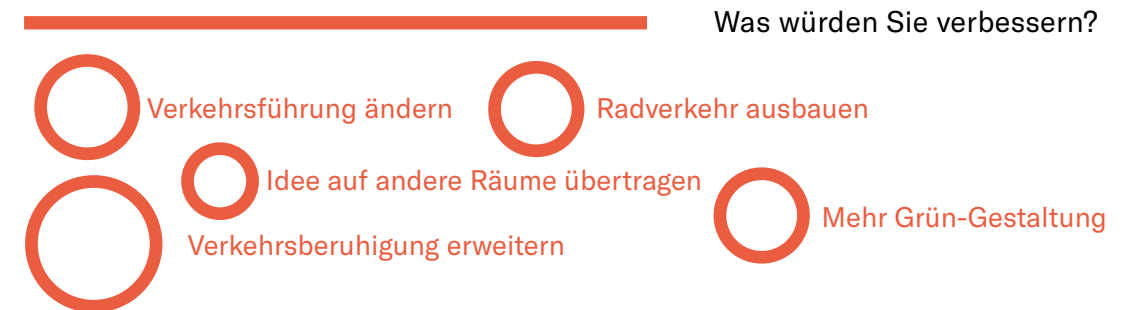 Was würden Sie verbessern?
Verkehrsführung ändern
Radverkehr ausbauen
Idee auf andere Räume übertragen
Mehr Grün-Gestaltung
Verkehrsberuhigung erweitern